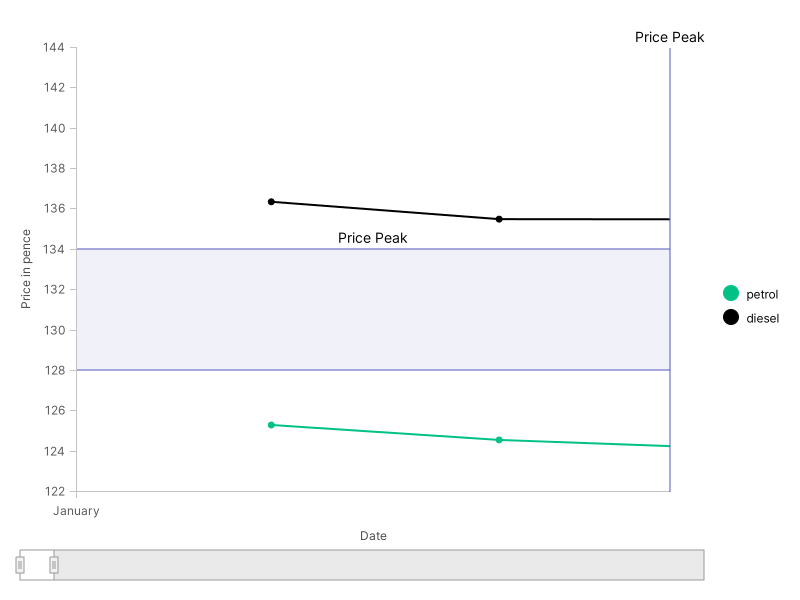 Price Peak
144
142
140
138
136
Price Peak
134
132
130
128
126
124
122
Price in pence
January
Date
petrol
diesel